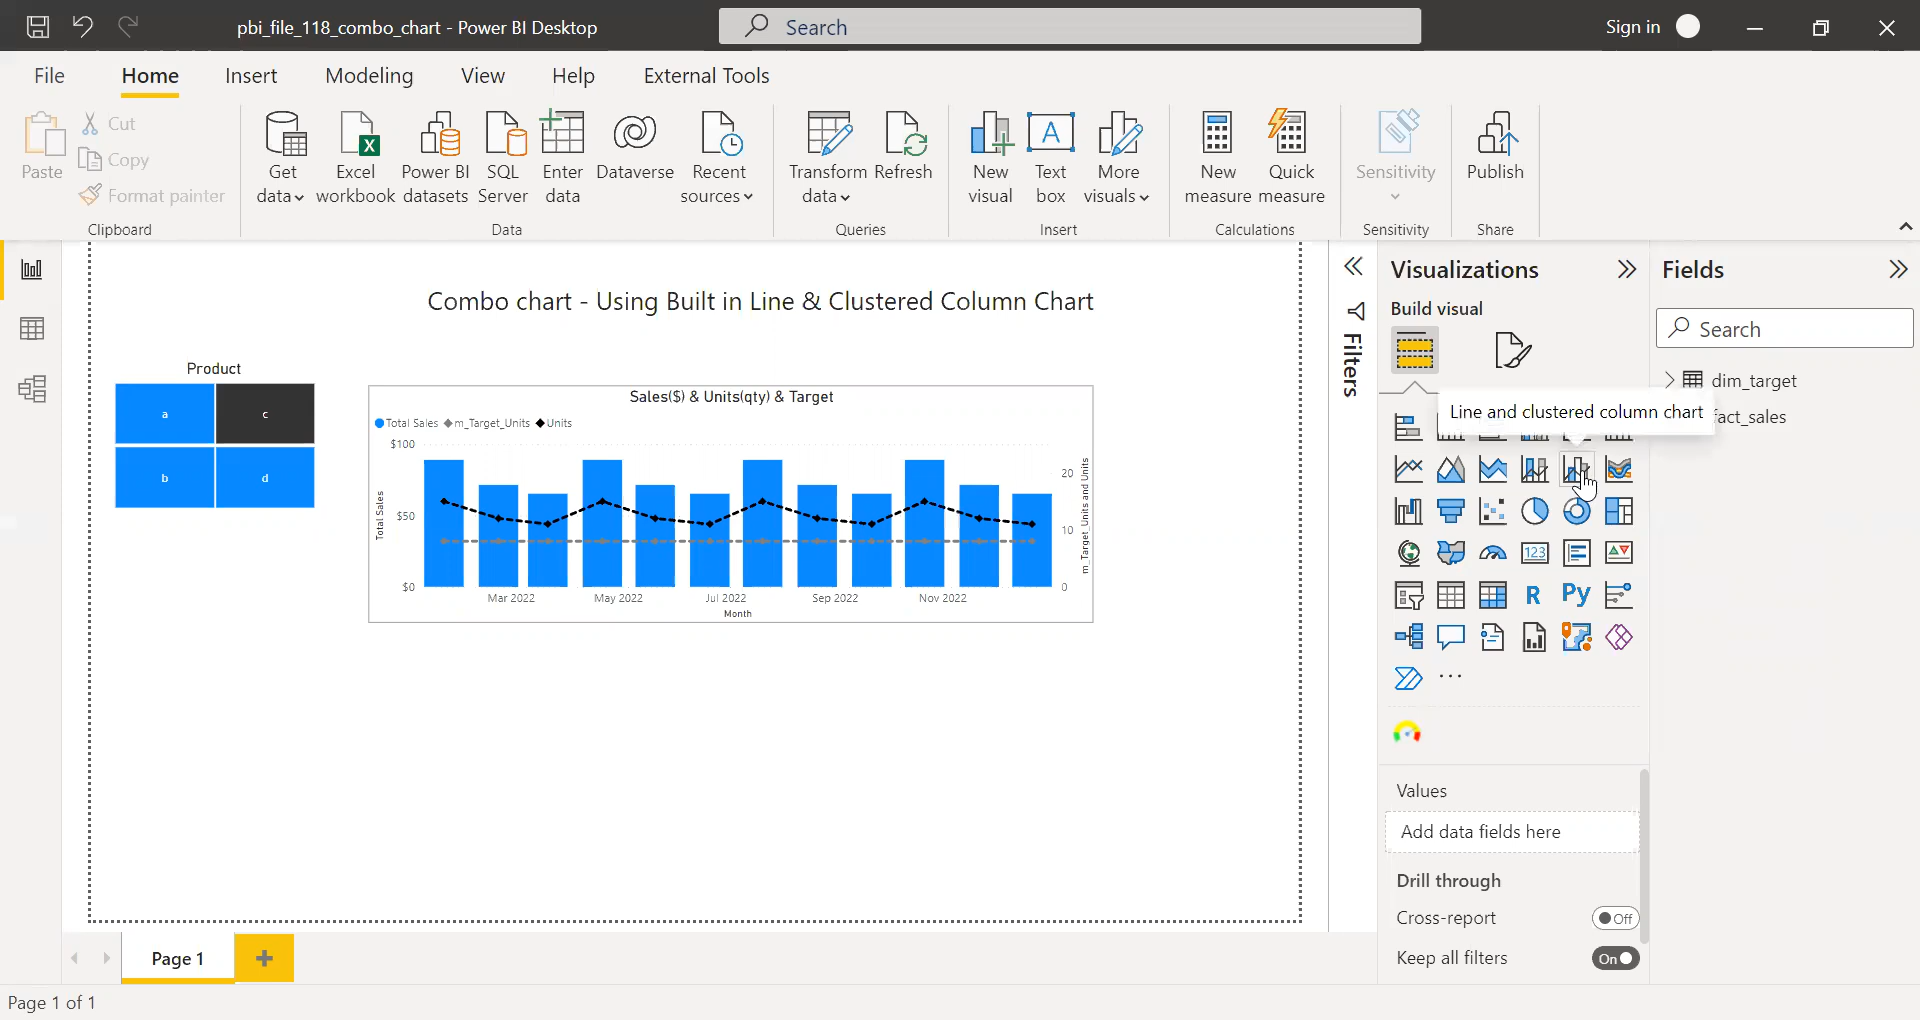 pbi_file_118_combo_chart - Power BI Desktop
Search
Sign in
File Home Insert Modeling View Help External Tools
Paste
Cut
Copy
Format painter
Clipboard
Get data
Excel workbook
Power BI datasets
SQL Server
Enter data
Dataverse
Recent sources
Data
Transform data
Refresh
Queries
New visual
Text box
More visuals
Insert
New measure
Quick measure
Calculations
Sensitivity
Sensitivity
Publish
Share
Combo chart - Using Built in Line & Clustered Column Chart
Product
a c
b d
Sales($) & Units(qty) & Target
Total Sales m_Target_Units Units
$100
$50
$0
Total Sales
20
10
0
m_Target_Units and Units
Mar 2022 May 2022 Jul 2022 Sep 2022 Nov 2022
Month
Filters
Visualizations
Build visual
Line and clustered column chart
123
R
Py
Values
Add data fields here
Drill through
Cross-report
Off
Keep all filters
On
Fields
Search
dim_target
fact_sales
Page 1
Page 1 of 1